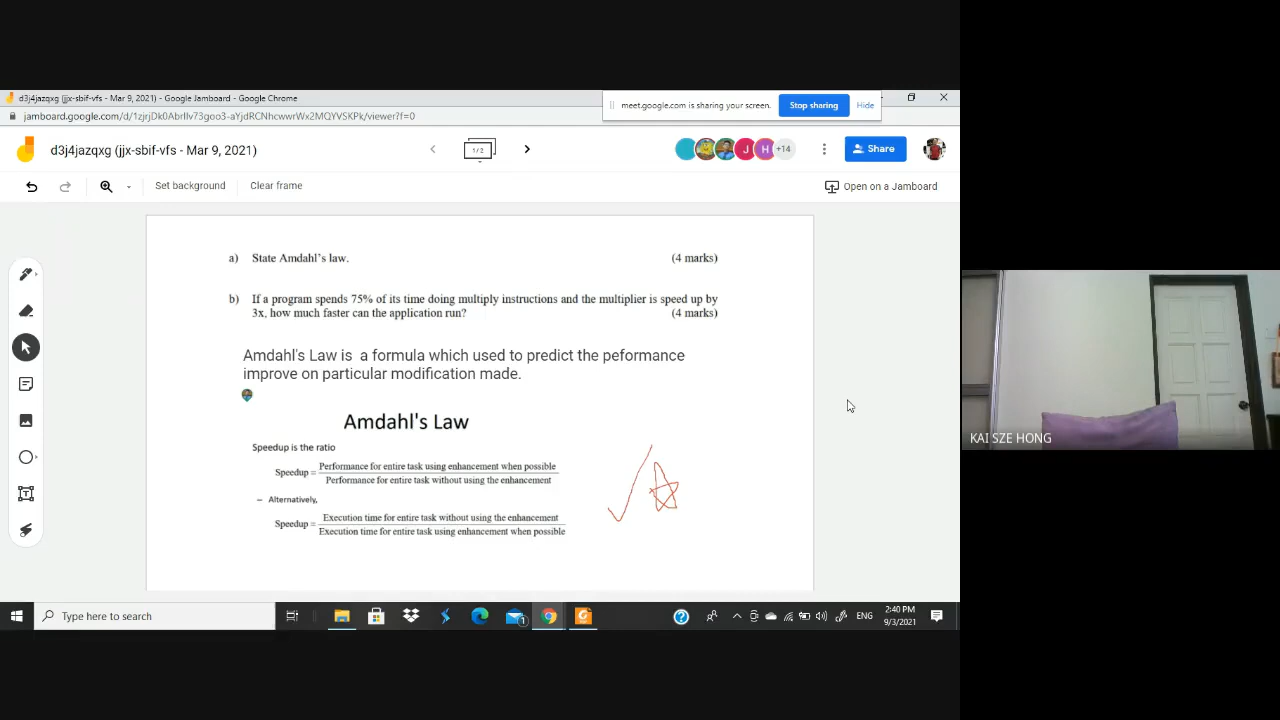 d3j4jazqxg (jjx-sbif-vfs - Mar 9, 2021) - Google Jamboard - Google Chrome
meet.google.com is sharing your screen.
Stop sharing
Hide
jamboard.google.com/d/1zjrjDk0Abrllv73goo3-aYjdRCNhcwwrWx2MQYVSKPk/viewer?f=0
d3j4jazqxg (jjx-sbif-vfs - Mar 9, 2021)
1/2
J
H
+14
Share
Set background
Clear frame
Open on a Jamboard
a) State Amdahl's law. (4 marks)
b) If a program spends 75% of its time doing multiply instructions and the multiplier is speed up by
3x, how much faster can the application run? (4 marks)
Amdahl's Law is a formula which used to predict the peformance
improve on particular modification made.
Amdahl's Law
Speedup is the ratio
Speedup = Performance for entire task using enhancement when possible
Performance for entire task without using the enhancement
– Alternatively,
Speedup = Execution time for entire task without using the enhancement
Execution time for entire task using enhancement when possible
KAI SZE HONG
Type here to search
1
ENG
2:40 PM
9/3/2021